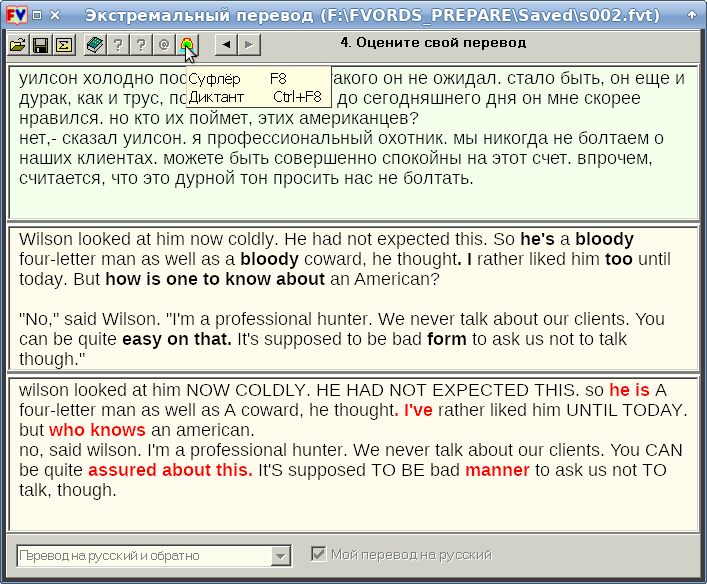 FV Экстремальный перевод (F:\FVORDS_PREPARE\Saved\s002.fvt)
Σ ? ? @ 4. Оцените свой перевод
уилсон холодно пос такого он не ожидал. стало быть, он еще и
Суфлёр F8
дурак, как и трус, по до сегодняшнего дня он мне скорее
Диктант Ctrl+F8
нравился. но кто их поймет, этих американцев?
нет,- сказал уилсон. я профессиональный охотник. мы никогда не болтаем о
наших клиентах. можете быть совершенно спокойны на этот счет. впрочем,
считается, что это дурной тон просить нас не болтать.
Wilson looked at him now coldly. He had not expected this. So he's a bloody
four-letter man as well as a bloody coward, he thought. I rather liked him too until
today. But how is one to know about an American?
"No," said Wilson. "I'm a professional hunter. We never talk about our clients. You
can be quite easy on that. It's supposed to be bad form to ask us not to talk
though."
wilson looked at him NOW COLDLY. HE HAD NOT EXPECTED THIS. so he is A
four-letter man as well as A coward, he thought. I've rather liked him UNTIL TODAY.
but who knows an american.
no, said wilson. I'm a professional hunter. We never talk about our clients. You CAN
be quite assured about this. It'S supposed TO BE bad manner to ask us not TO
talk, though.
Перевод на русский и обратно Мой перевод на русский